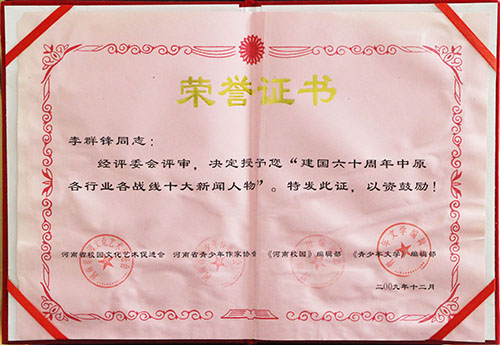 荣誉证书
李群锋同志：
经评委会评审，决定授予您“建国六十周年中原
各行业各战线十大新闻人物”。特发此证，以资鼓励！
河南省校园文化艺术促进会 河南省青少年作家协会 《河南校园》编辑部 《青少年文学》编辑部
二00九年十二月